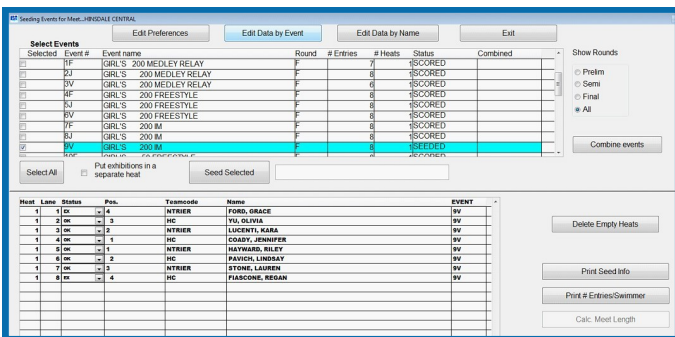 Seeding Events for Meet...HINSDALE CENTRAL
Edit Preferences Edit Data by Event Edit Data by Name Exit
Select Events
Selected Event # Event name Round # Entries # Heats Status Combined
1F GIRL'S 200 MEDLEY RELAY F 7 1 SCORED
2J GIRL'S 200 MEDLEY RELAY F 8 1 SCORED
3V GIRL'S 200 MEDLEY RELAY F 6 1 SCORED
4F GIRL'S 200 FREESTYLE F 8 1 SCORED
5J GIRL'S 200 FREESTYLE F 8 1 SCORED
6V GIRL'S 200 FREESTYLE F 8 1 SCORED
7F GIRL'S 200 IM F 8 1 SCORED
8J GIRL'S 200 IM F 8 1 SCORED
9V GIRL'S 200 IM F 8 1 SEEDED
Show Rounds
Prelim
Semi
Final
All
Combine events
Select All Put exhibitions in a separate heat Seed Selected
Heat Lane Status Pos. Teamcode Name EVENT
1 1 EX 4 NTRIER FORD, GRACE 9V
1 2 OK 3 HC YU, OLIVIA 9V
1 3 OK 2 NTRIER LUCENTI, KARA 9V
1 4 OK 1 HC COADY, JENNIFER 9V
1 5 OK 1 NTRIER HAYWARD, RILEY 9V
1 6 OK 2 HC PAVICH, LINDSAY 9V
1 7 OK 3 NTRIER STONE, LAUREN 9V
1 8 EX 4 HC FIASCONE, REGAN 9V
Delete Empty Heats
Print Seed Info
Print # Entries/Swimmer
Calc. Meet Length